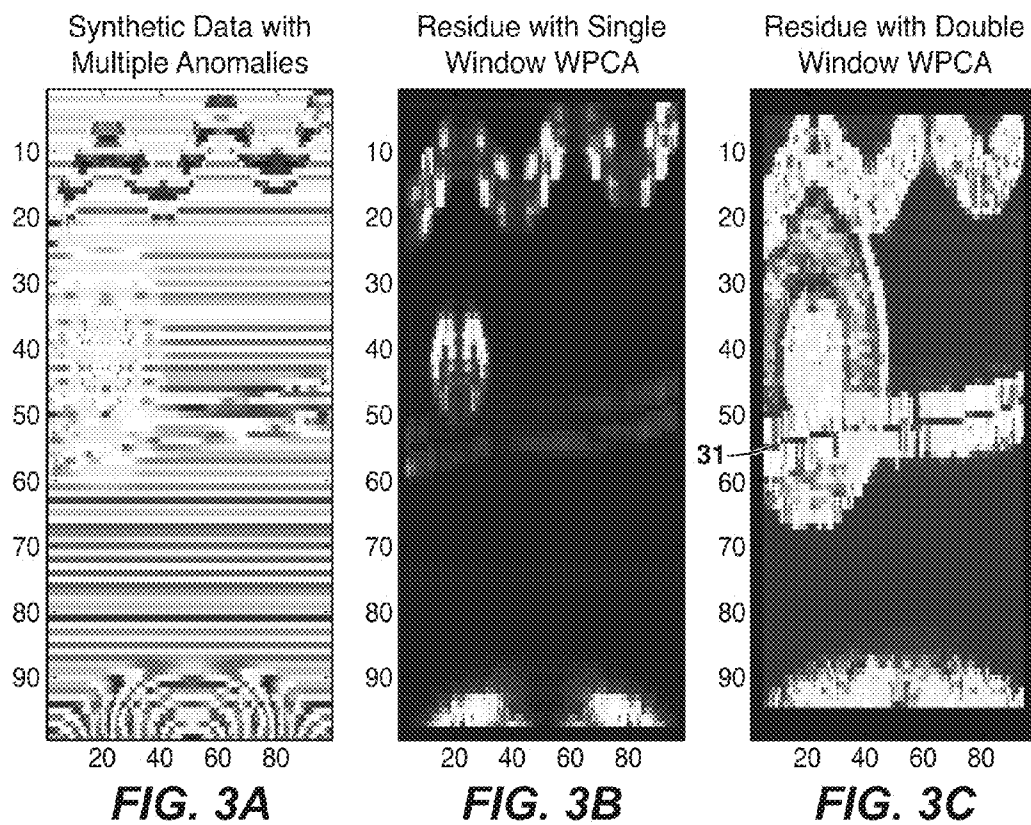 Synthetic Data with
Multiple Anomalies
10
20
30
40
50
60
70
80
90
20 40 60 80
FIG. 3A
Residue with Single
Window WPCA
10
20
30
40
50
60
70
80
90
20 40 60 80
FIG. 3B
Residue with Double
Window WPCA
10
20
30
40
50
31
60
70
80
90
20 40 60 80
FIG. 3C